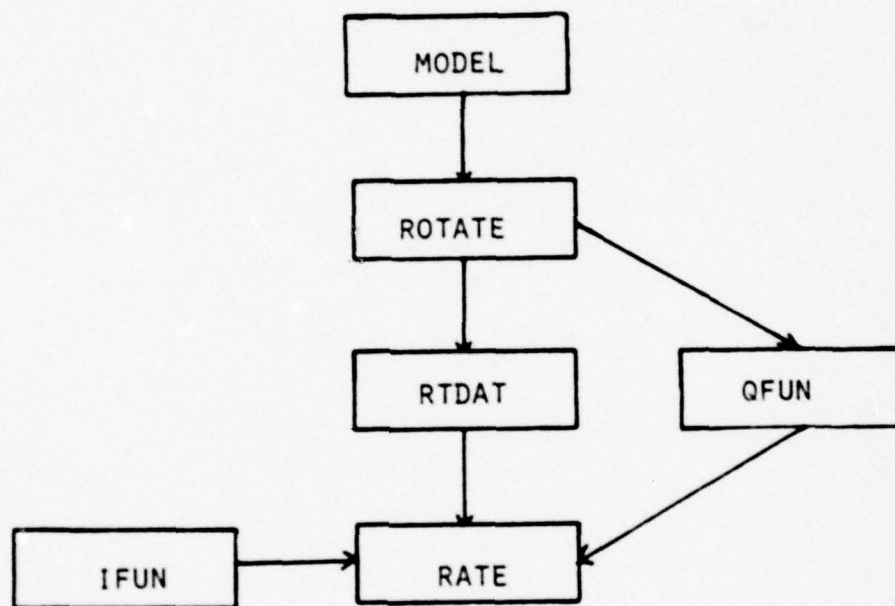 MODEL
ROTATE
RTDAT
QFUN
IFUN
RATE